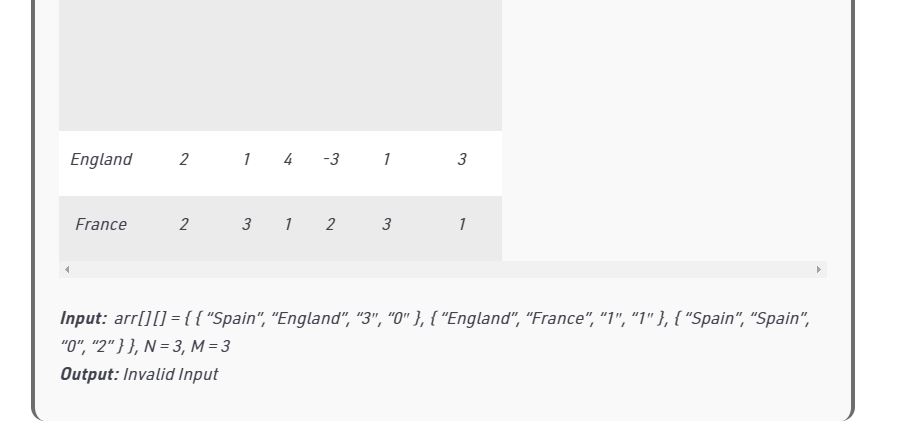 England 2 1 4 -3 1 3
France 2 3 1 2 3 1
Input: arr[][] = { { “Spain”, “England”, “3″, “0″ }, { “England”, “France”, “1″, “1″ }, { “Spain”, “Spain”,
“0”, “2” } }, N = 3, M = 3
Output: Invalid Input